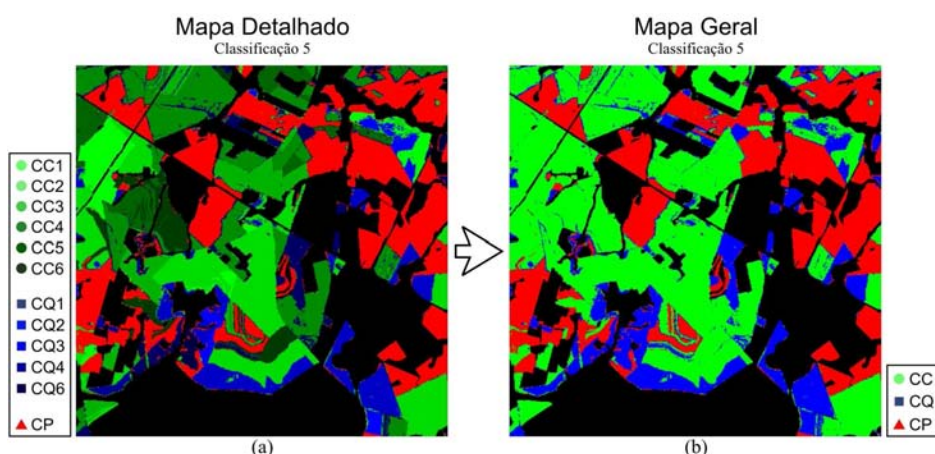 Mapa Detalhado
Classificação 5
Mapa Geral
Classificação 5
CC1
CC2
CC3
CC4
CC5
CC6
CQ1
CQ2
CQ3
CQ4
CQ6
CP
CC
CQ
CP
(a)
(b)